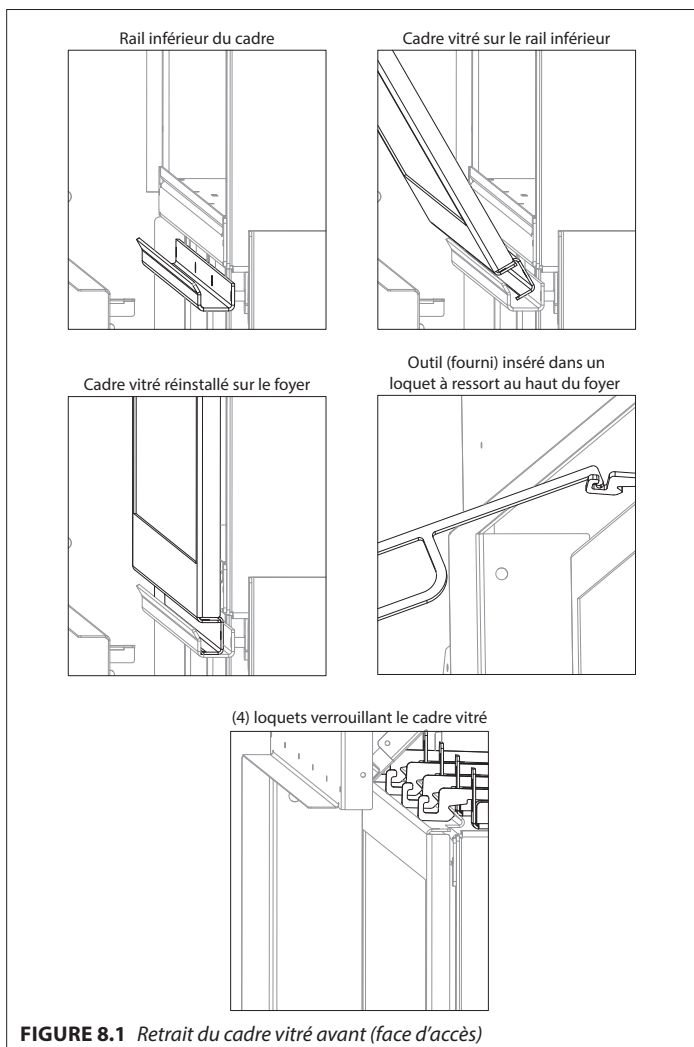 Rail inférieur du cadre
Cadre vitré sur le rail inférieur
Cadre vitré réinstallé sur le foyer
Outil (fourni) inséré dans un
loquet à ressort au haut du foyer
(4) loquets verrouillant le cadre vitré
FIGURE 8.1 Retrait du cadre vitré avant (face d'accès)